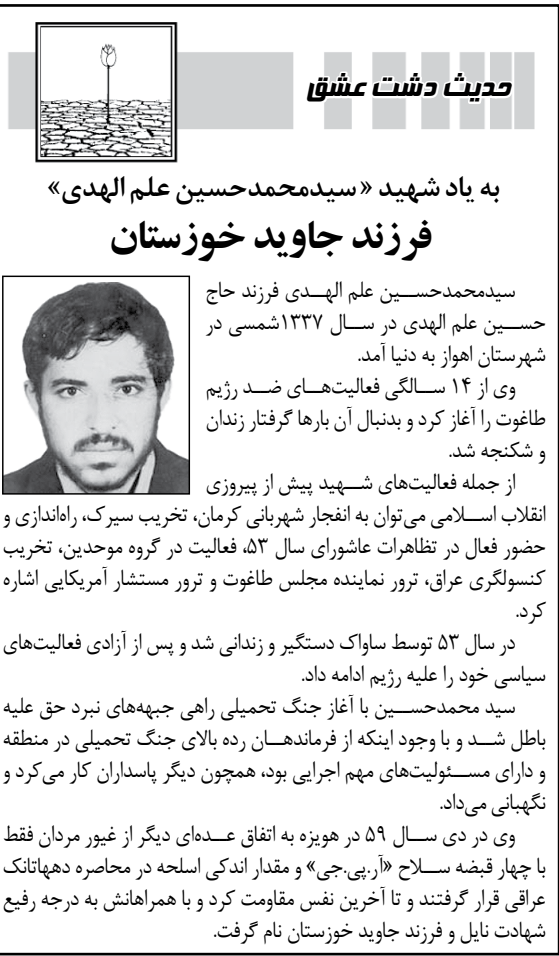 حدیث دشت عشق
به یاد شهید «سیدمحمدحسین علم الهدی»
فرزند جاوید خوزستان
سیدمحمدحسین علم الهدی فرزند حاج
حسین علم الهدی در سال ۱۳۳۷شمسی در
شهرستان اهواز به دنیا آمد.
وی از ۱۴ سالگی فعالیت‌های ضد رژیم
طاغوت را آغاز کرد و بدنبال آن بارها گرفتار زندان
و شکنجه شد.
از جمله فعالیت‌های شهید پیش از پیروزی
انقلاب اسلامی می‌توان به انفجار شهربانی کرمان، تخریب سیرک، راه‌اندازی و
حضور فعال در تظاهرات عاشورای سال ۵۳، فعالیت در گروه موحدین، تخریب
کنسولگری عراق، ترور نماینده مجلس طاغوت و ترور مستشار آمریکایی اشاره
کرد.
در سال ۵۳ توسط ساواک دستگیر و زندانی شد و پس از آزادی فعالیت‌های
سیاسی خود را علیه رژیم ادامه داد.
سید محمدحسین با آغاز جنگ تحمیلی راهی جبهه‌های نبرد حق علیه
باطل شد و با وجود اینکه از فرماندهان رده بالای جنگ تحمیلی در منطقه
و دارای مسئولیت‌های مهم اجرایی بود، همچون دیگر پاسداران کار می‌کرد و
نگهبانی می‌داد.
وی در دی سال ۵۹ در هویزه به اتفاق عده‌ای دیگر از غیور مردان فقط
با چهار قبضه سلاح «آر.پی.جی» و مقدار اندکی اسلحه در محاصره دههاتانک
عراقی قرار گرفتند و تا آخرین نفس مقاومت کرد و با همراهانش به درجه رفیع
شهادت نایل و فرزند جاوید خوزستان نام گرفت.